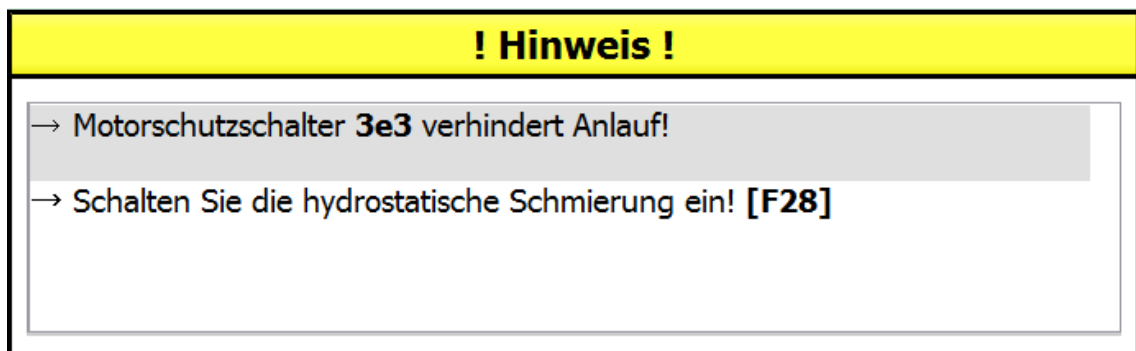 ! Hinweis !
→ Motorschutzschalter 3e3 verhindert Anlauf!
→ Schalten Sie die hydrostatische Schmierung ein! [F28]